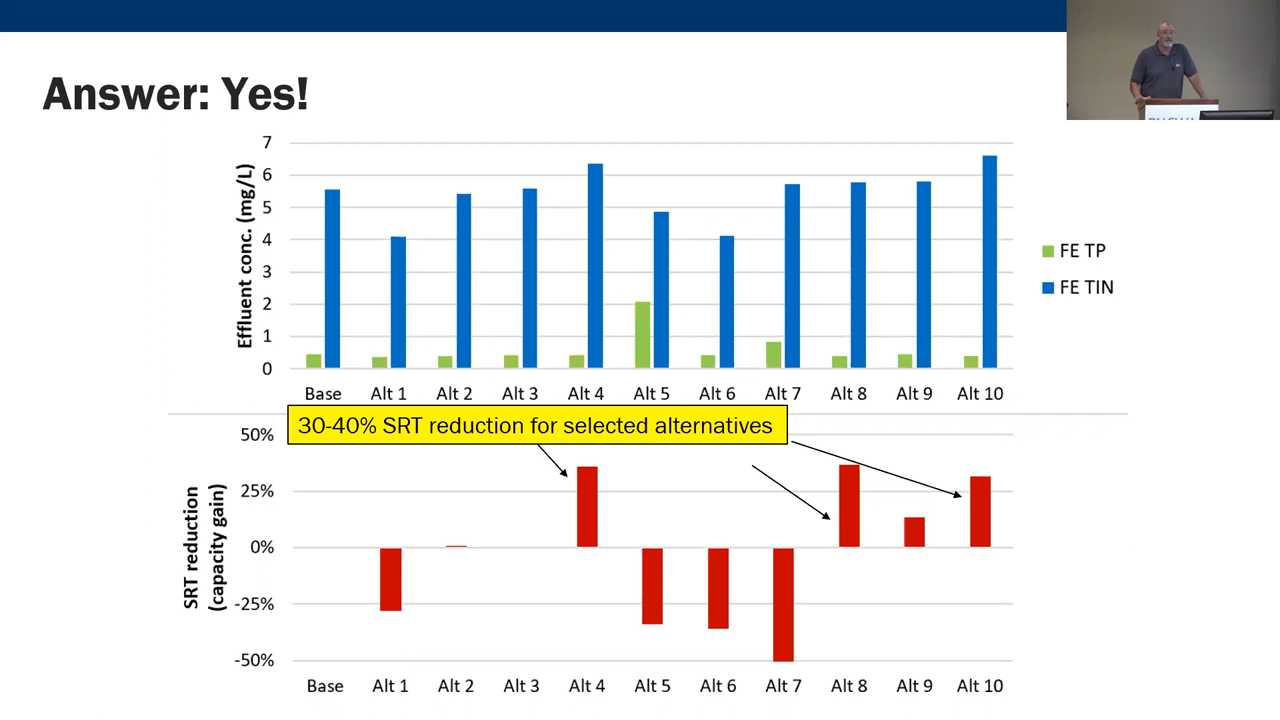 Answer: Yes!
7
6
5
4
3
2
1
0
Effluent conc. (mg/L)
Base Alt 1 Alt 2 Alt 3 Alt 4 Alt 5 Alt 6 Alt 7 Alt 8 Alt 9 Alt 10
FE TP
FE TIN
30-40% SRT reduction for selected alternatives
50%
25%
0%
-25%
-50%
SRT reduction
(capacity gain)
Base Alt 1 Alt 2 Alt 3 Alt 4 Alt 5 Alt 6 Alt 7 Alt 8 Alt 9 Alt 10